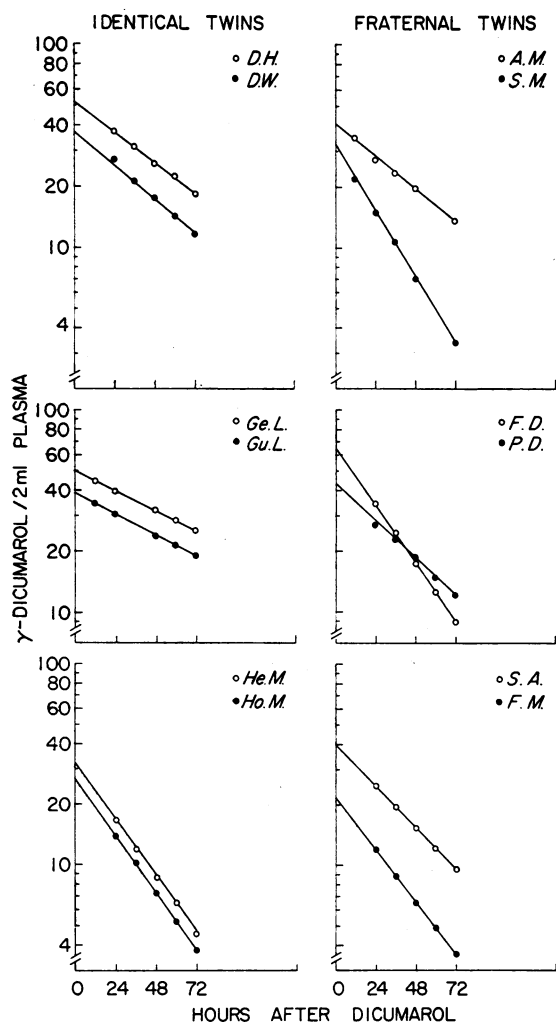 IDENTICAL TWINS
FRATERNAL TWINS
γ-DICUMAROL/2ml PLASMA
100
80
60
40
20
10
4
D.H.
D.W.
A.M.
S.M.
100
80
60
40
20
10
Ge.L.
Gu.L.
F.D.
P.D.
100
80
60
40
20
10
4
He.M.
Ho.M.
S.A.
F.M.
0 24 48 72
0 24 48 72
HOURS AFTER DICUMAROL